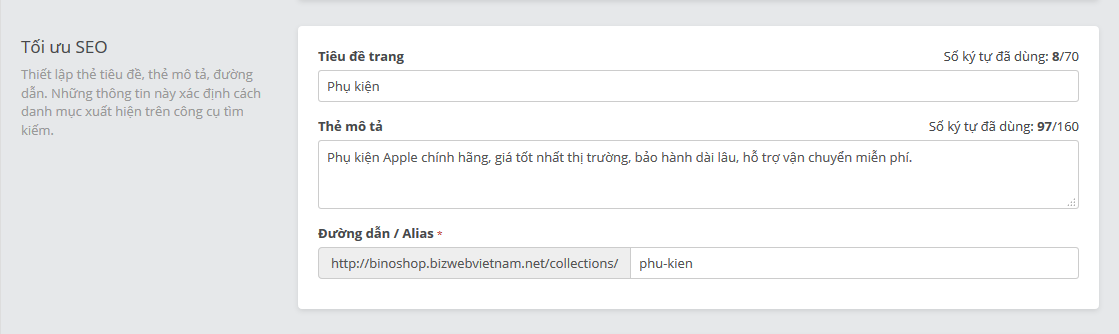 Tối ưu SEO
Thiết lập thẻ tiêu đề, thẻ mô tả, đường
dẫn. Những thông tin này xác định cách
danh mục xuất hiện trên công cụ tìm
kiếm.
Tiêu đề trang
Số ký tự đã dùng: 8/70
Phụ kiện
Thẻ mô tả
Số ký tự đã dùng: 97/160
Phụ kiện Apple chính hãng, giá tốt nhất thị trường, bảo hành dài lâu, hỗ trợ vận chuyển miễn phí.
Đường dẫn / Alias *
http://binoshop.bizwebvietnam.net/collections/ phu-kien